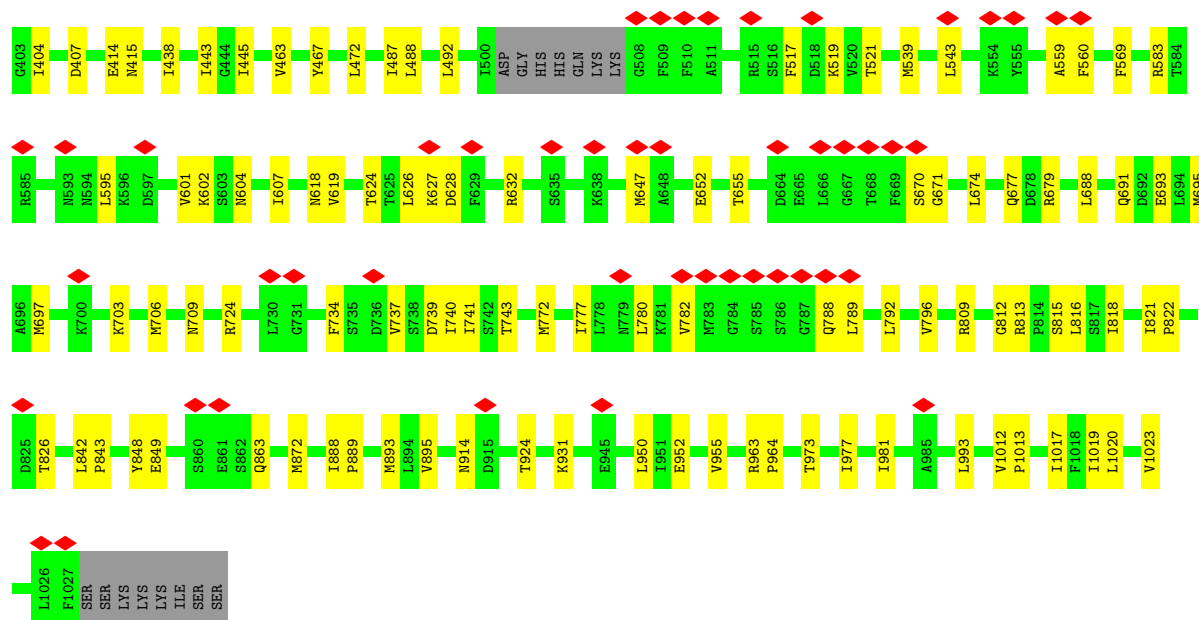 G403 I404 D407 E414 N415 I438 I443 G444 I445 V463 Y467 L472 I487 L488 L492 I500 ASP GLY HIS HIS GLN LYS LYS G508 F509 F510 A511 R515 S516 F517 D518 K519 V520 T521 M539 L543 K554 Y555 A559 F560 F569 R583 T584
R585 N593 N594 L595 K596 D597 V601 K602 S603 N604 I607 N618 V619 T624 T625 L626 K627 D628 F629 R632 S635 K638 M647 A648 E652 T655 D664 E665 L666 G667 T668 F669 S670 G671 L674 Q677 D678 R679 L688 Q691 D692 E693 L694 M695
A696 M697 K700 K703 M706 N709 R724 L730 G731 F734 S735 D736 V737 S738 D739 I740 I741 S742 T743 M772 I777 L778 N779 L780 K781 V782 M783 G784 S785 S786 G787 Q788 L789 L792 V796 R809 G812 R813 P814 S815 L816 S817 I818 I821 P822
D825 T826 L842 P843 Y848 E849 S860 E861 S862 Q863 M872 I888 P889 M893 L894 V895 N914 D915 T924 K931 E945 L950 I951 E952 V955 R963 P964 T973 I977 I981 A985 L993 V1012 P1013 I1017 F1018 I1019 L1020 V1023
L1026 F1027 SER SER LYS LYS LYS ILE SER SER